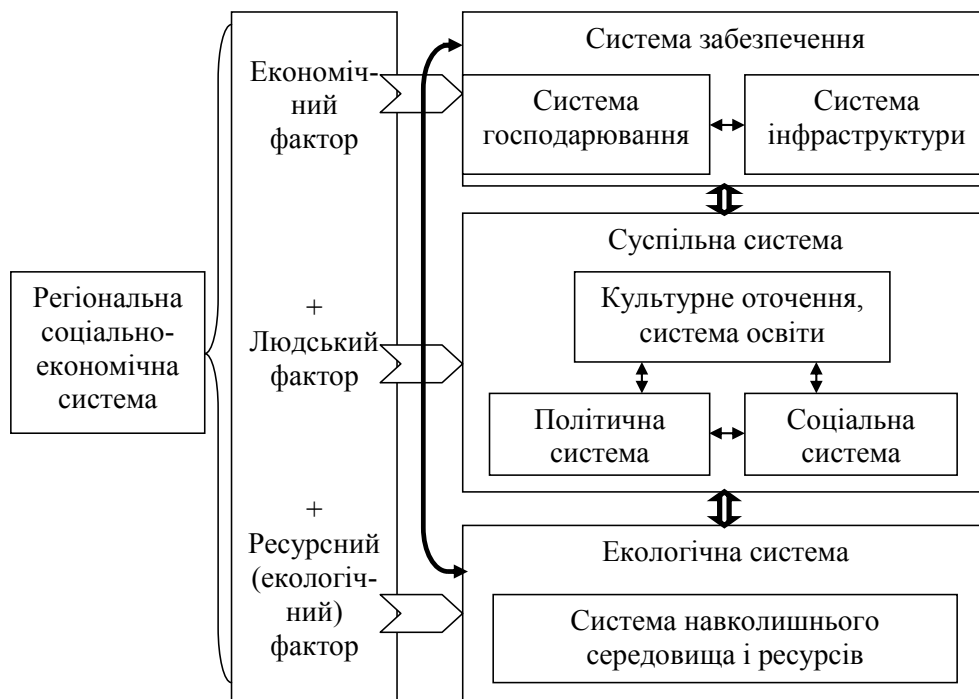 Регіональна
соціально-
економічна
система
Економіч-
ний
фактор
+
Людський
фактор
+
Ресурсний
(екологіч-
ний)
фактор
Система забезпечення
Система
господарювання
Система
інфраструктури
Суспільна система
Культурне оточення,
система освіти
Політична
система
Соціальна
система
Екологічна система
Система навколишнього
середовища і ресурсів